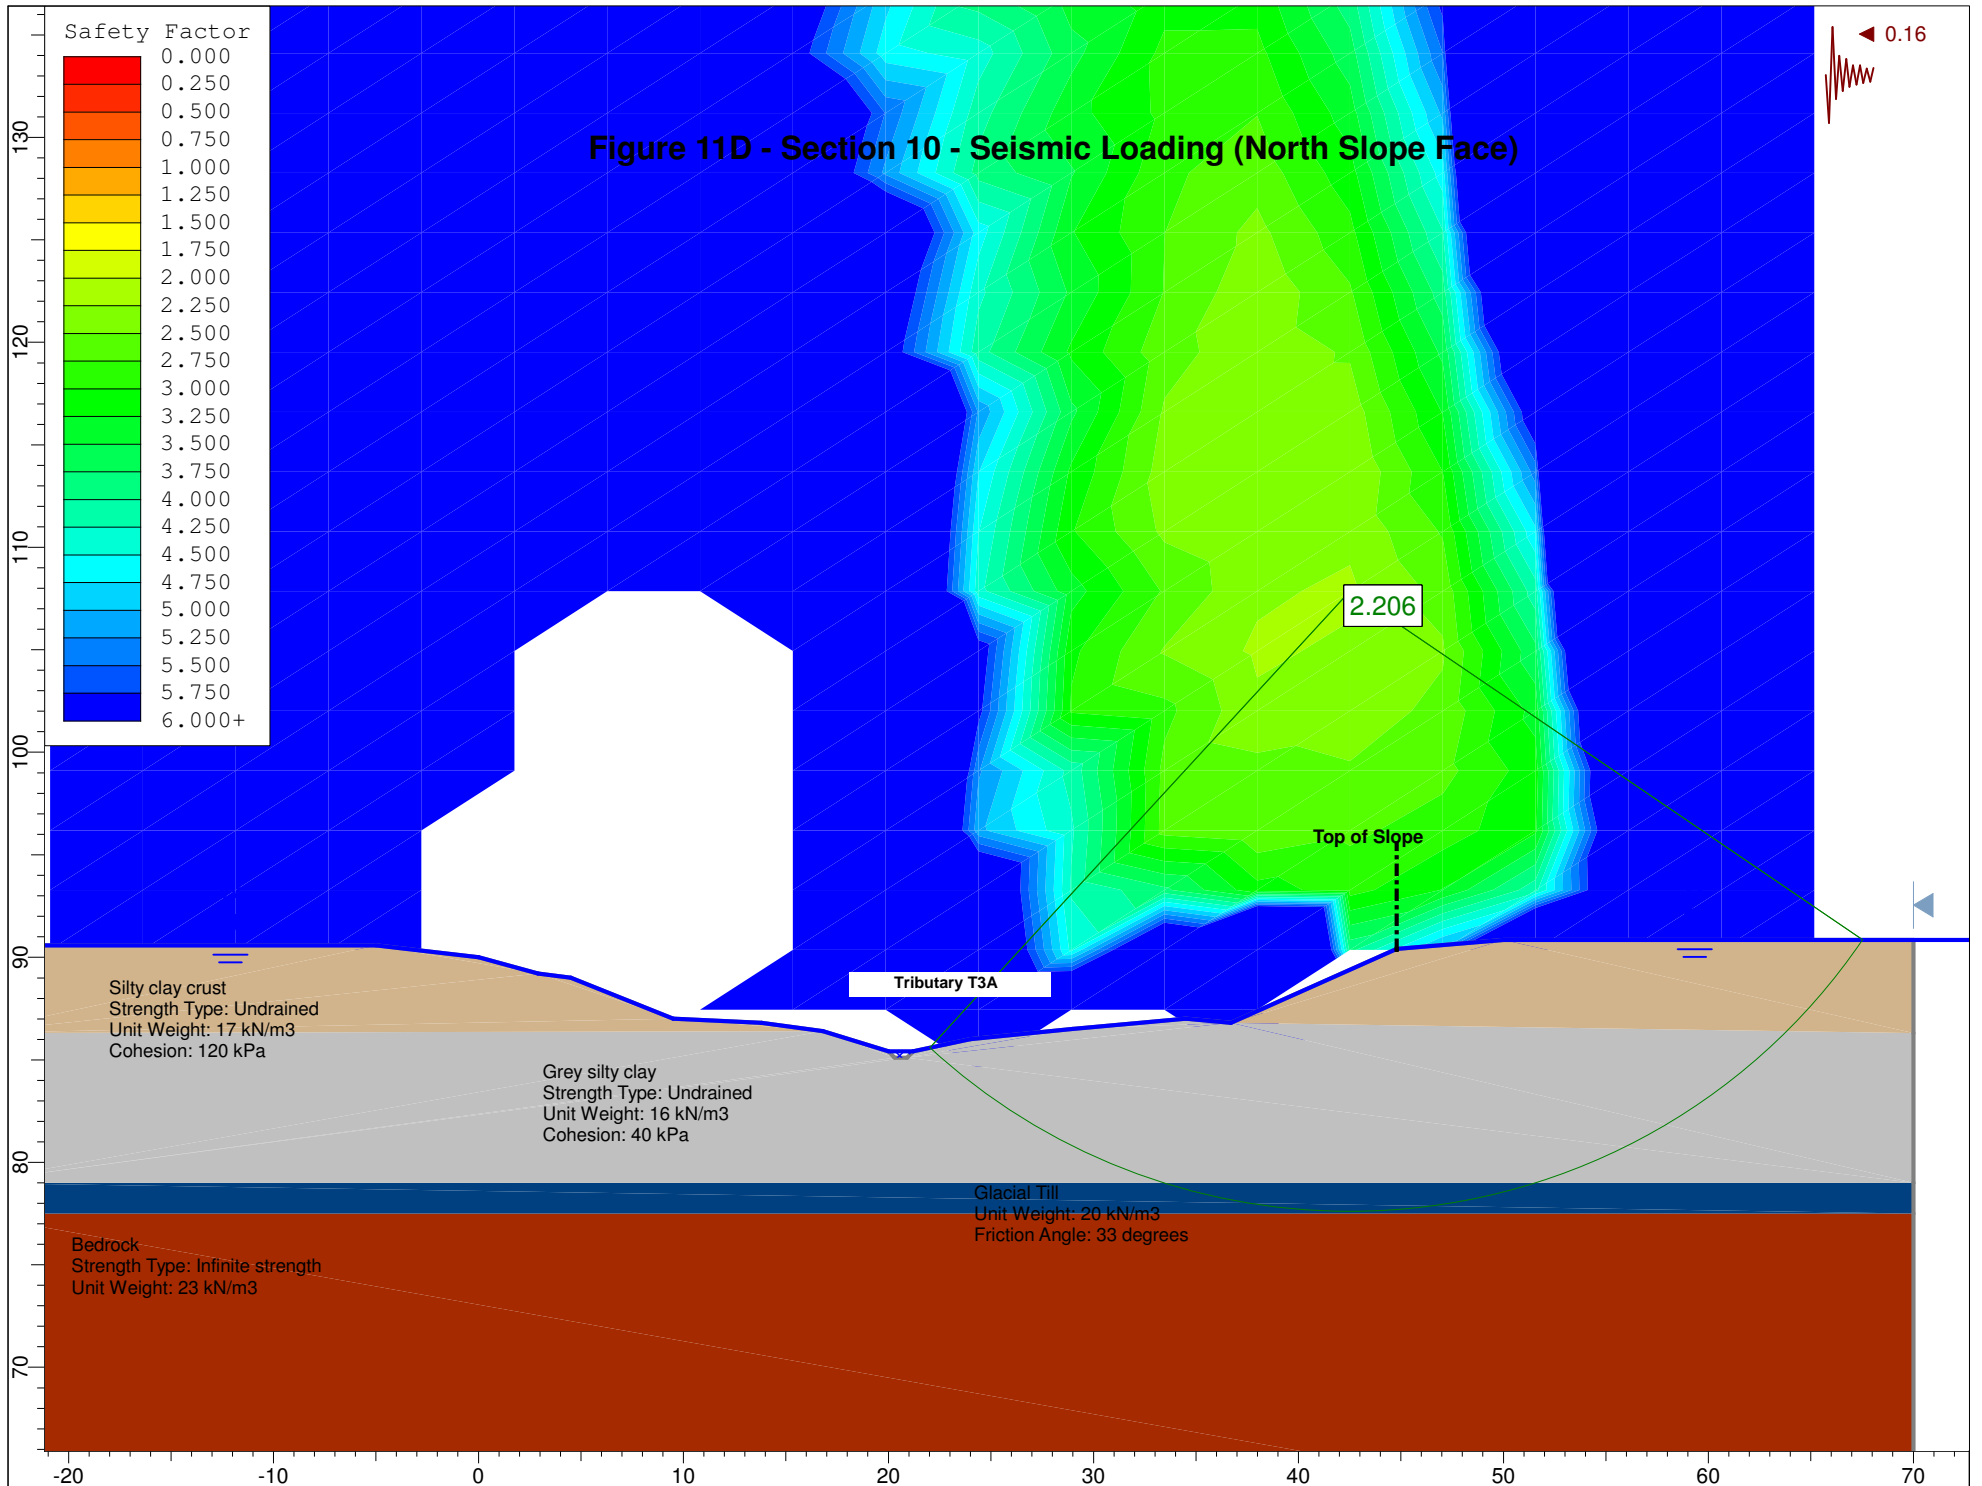 Safety Factor
0.000
0.250
0.500
0.750
1.000
1.250
1.500
1.750
2.000
2.250
2.500
2.750
3.000
3.250
3.500
3.750
4.000
4.250
4.500
4.750
5.000
5.250
5.500
5.750
6.000+
0.16
Figure 11D - Section 10 - Seismic Loading (North Slope Face)
2.206
Top of Slope
Tributary T3A
Silty clay crust
Strength Type: Undrained
Unit Weight: 17 kN/m3
Cohesion: 120 kPa
Grey silty clay
Strength Type: Undrained
Unit Weight: 16 kN/m3
Cohesion: 40 kPa
Glacial Till
Unit Weight: 20 kN/m3
Friction Angle: 33 degrees
Bedrock
Strength Type: Infinite strength
Unit Weight: 23 kN/m3
130
120
110
100
90
80
70
-20 -10 0 10 20 30 40 50 60 70